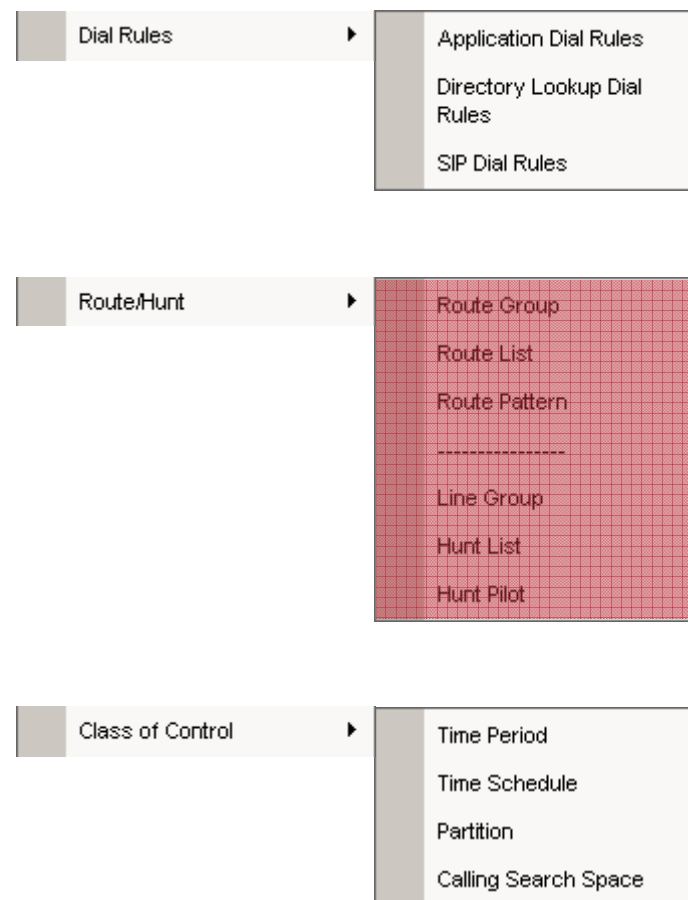 Dial Rules
Application Dial Rules
Directory Lookup Dial
Rules
SIP Dial Rules
Route/Hunt
Route Group
Route List
Route Pattern
----------------
Line Group
Hunt List
Hunt Pilot
Class of Control
Time Period
Time Schedule
Partition
Calling Search Space